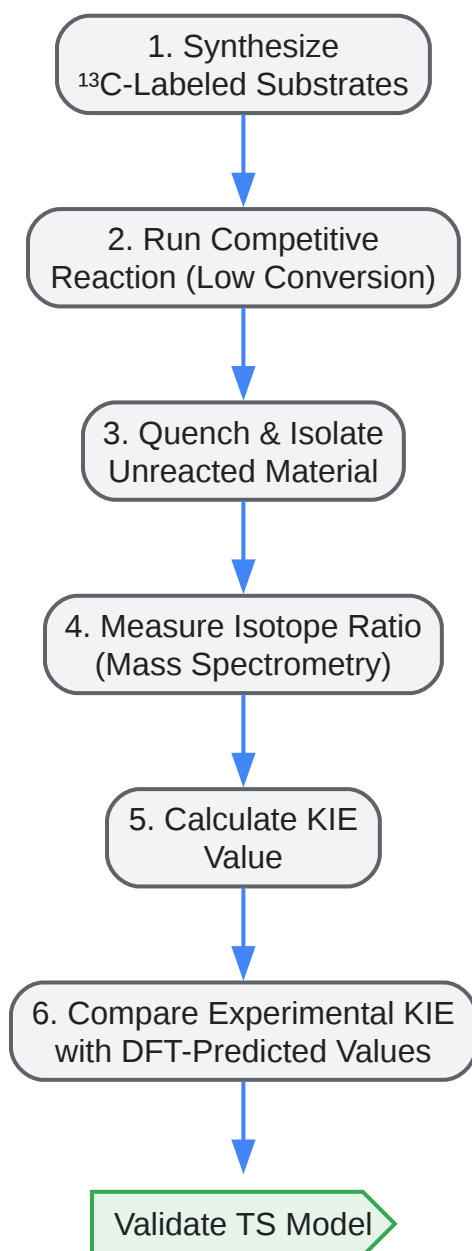 1. Synthesize
¹³C-Labeled Substrates
2. Run Competitive
Reaction (Low Conversion)
3. Quench & Isolate
Unreacted Material
4. Measure Isotope Ratio
(Mass Spectrometry)
5. Calculate KIE
Value
6. Compare Experimental KIE
with DFT-Predicted Values
Validate TS Model